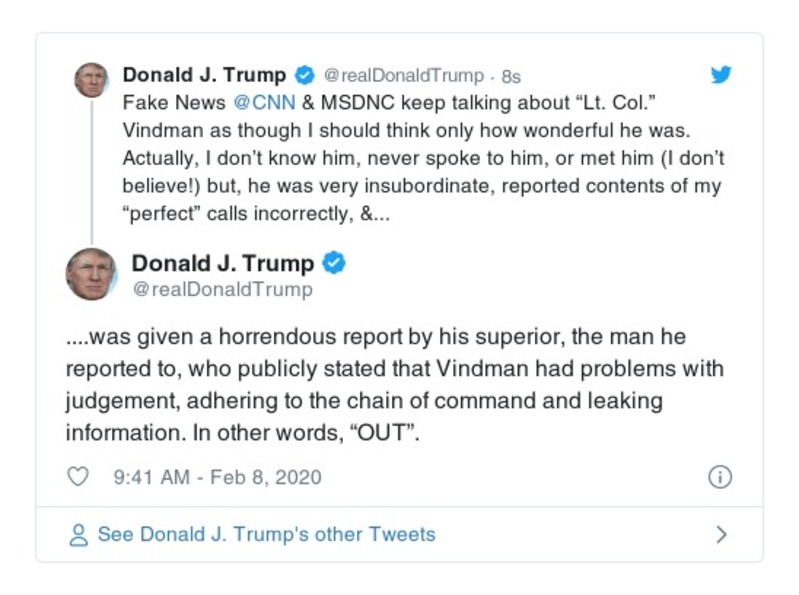 Donald J. Trump @realDonaldTrump · 8s
Fake News @CNN & MSDNC keep talking about “Lt. Col.”
Vindman as though I should think only how wonderful he was.
Actually, I don’t know him, never spoke to him, or met him (I don’t
believe!) but, he was very insubordinate, reported contents of my
“perfect” calls incorrectly, &...
Donald J. Trump
@realDonaldTrump
....was given a horrendous report by his superior, the man he
reported to, who publicly stated that Vindman had problems with
judgement, adhering to the chain of command and leaking
information. In other words, “OUT”.
9:41 AM - Feb 8, 2020
See Donald J. Trump's other Tweets